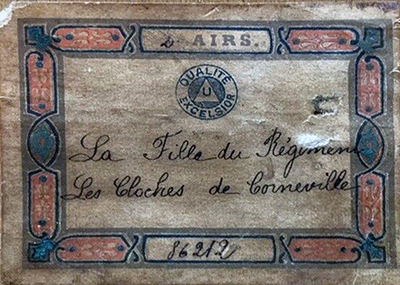 2 AIRS.
QUALITÉ
U
EXCELSIOR
La Fille du Régiment
Les Cloches de Corneville
86212